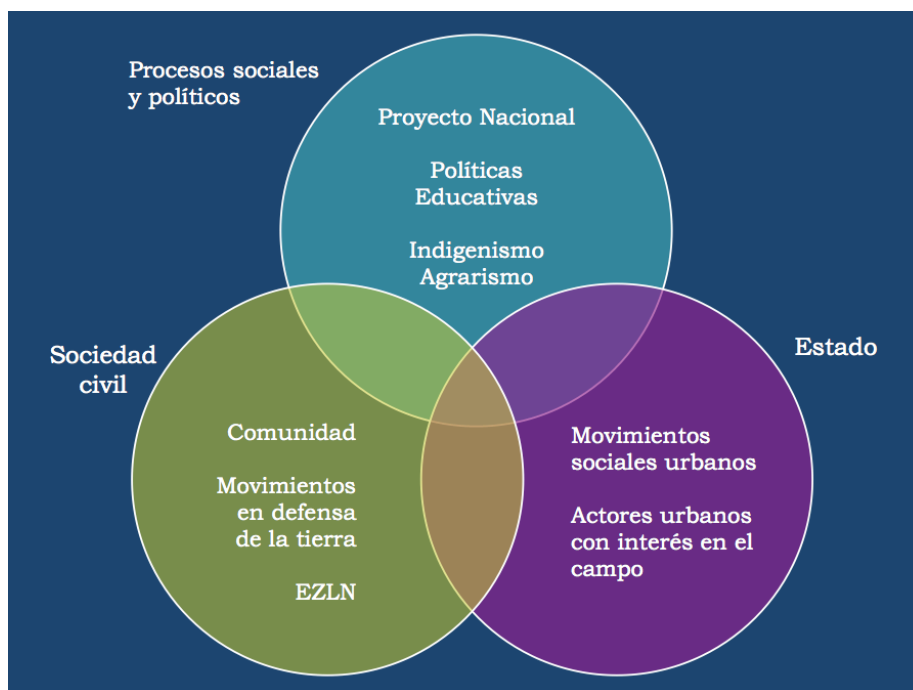 Procesos sociales
y políticos
Proyecto Nacional
Políticas
Educativas
Indigenismo
Agrarismo
Sociedad
civil
Estado
Comunidad
Movimientos
en defensa
de la tierra
EZLN
Movimientos
sociales urbanos
Actores urbanos
con interés en el
campo